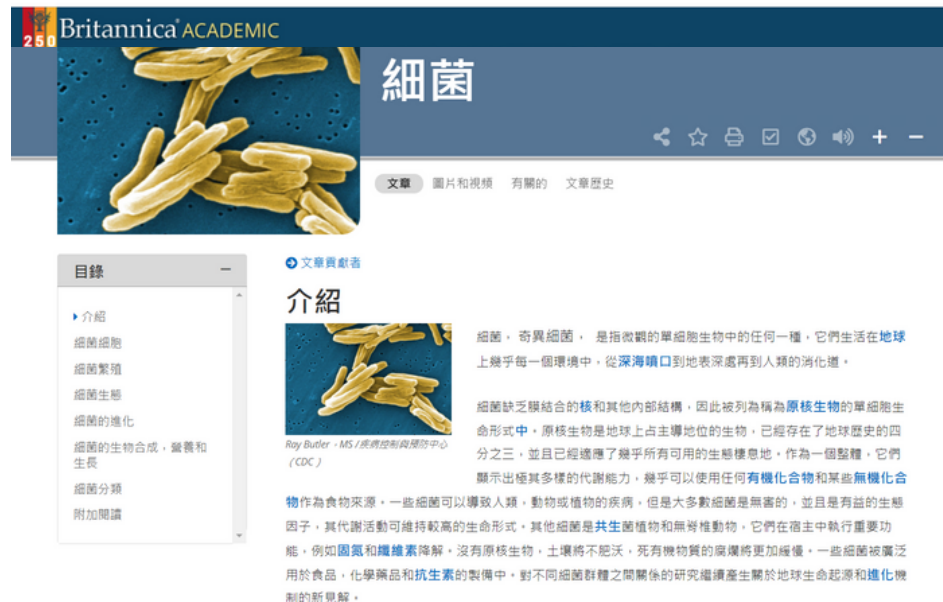 250 Britannica ACADEMIC
細菌
文章 圖片和視頻 有關的 文章歷史
目錄
介紹
細菌細胞
細菌繁殖
細菌生態
細菌的進化
細菌的生物合成，營養和
生長
細菌分類
附加閱讀
文章貢獻者
介紹
Ray Butler，MS / 疾病控制與預防中心
（CDC）
細菌， 奇異細菌， 是指微觀的單細胞生物中的任何一種，它們生活在地球
上幾乎每一個環境中，從深海噴口到地表深處再到人類的消化道。
細菌缺乏膜結合的核和其他內部結構，因此被列為稱為原核生物的單細胞生
命形式中。原核生物是地球上占主導地位的生物，已經存在了地球歷史的四
分之三，並且已經適應了幾乎所有可用的生態棲息地。作為一個整體，它們
顯示出極其多樣的代謝能力，幾乎可以使用任何有機化合物和某些無機化合
物作為食物來源。一些細菌可以導致人類，動物或植物的疾病，但是大多數細菌是無害的，並且是有益的生態
因子，其代謝活動可維持較高的生命形式。其他細菌是共生菌植物和無脊椎動物，它們在宿主中執行重要功
能，例如固氮和纖維素降解。沒有原核生物，土壤將不肥沃，死有機物質的腐爛將更加緩慢。一些細菌被廣泛
用於食品，化學藥品和抗生素的製備中。對不同細菌群體之間關係的研究繼續產生關於地球生命起源和進化機
制的新見解。